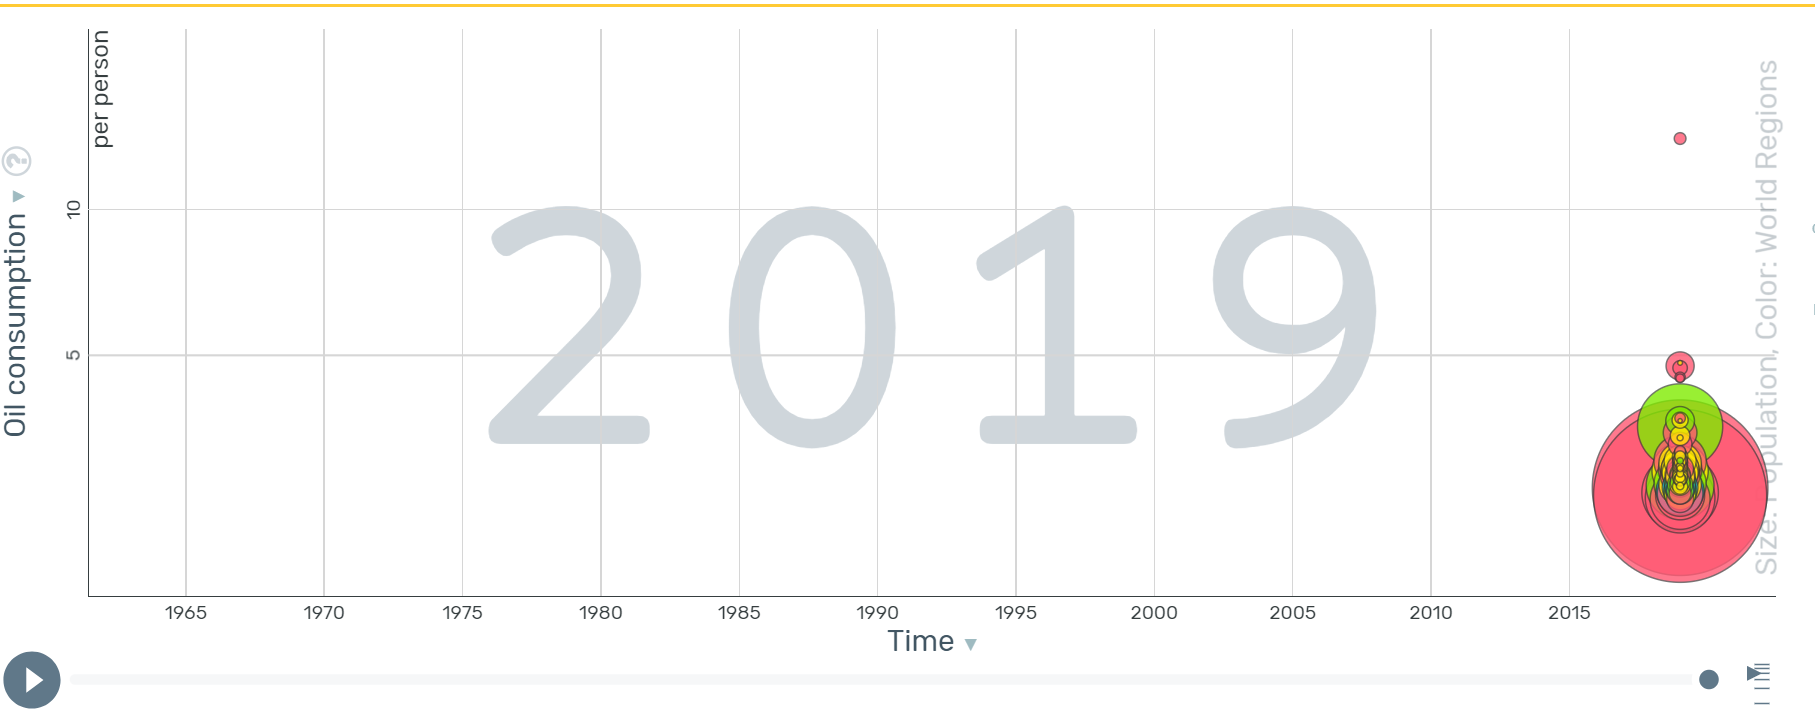 per person
Oil consumption ▼ ?
10
5
2019
Size: Population, Color: World Regions
1965 1970 1975 1980 1985 1990 1995 2000 2005 2010 2015
Time ▼